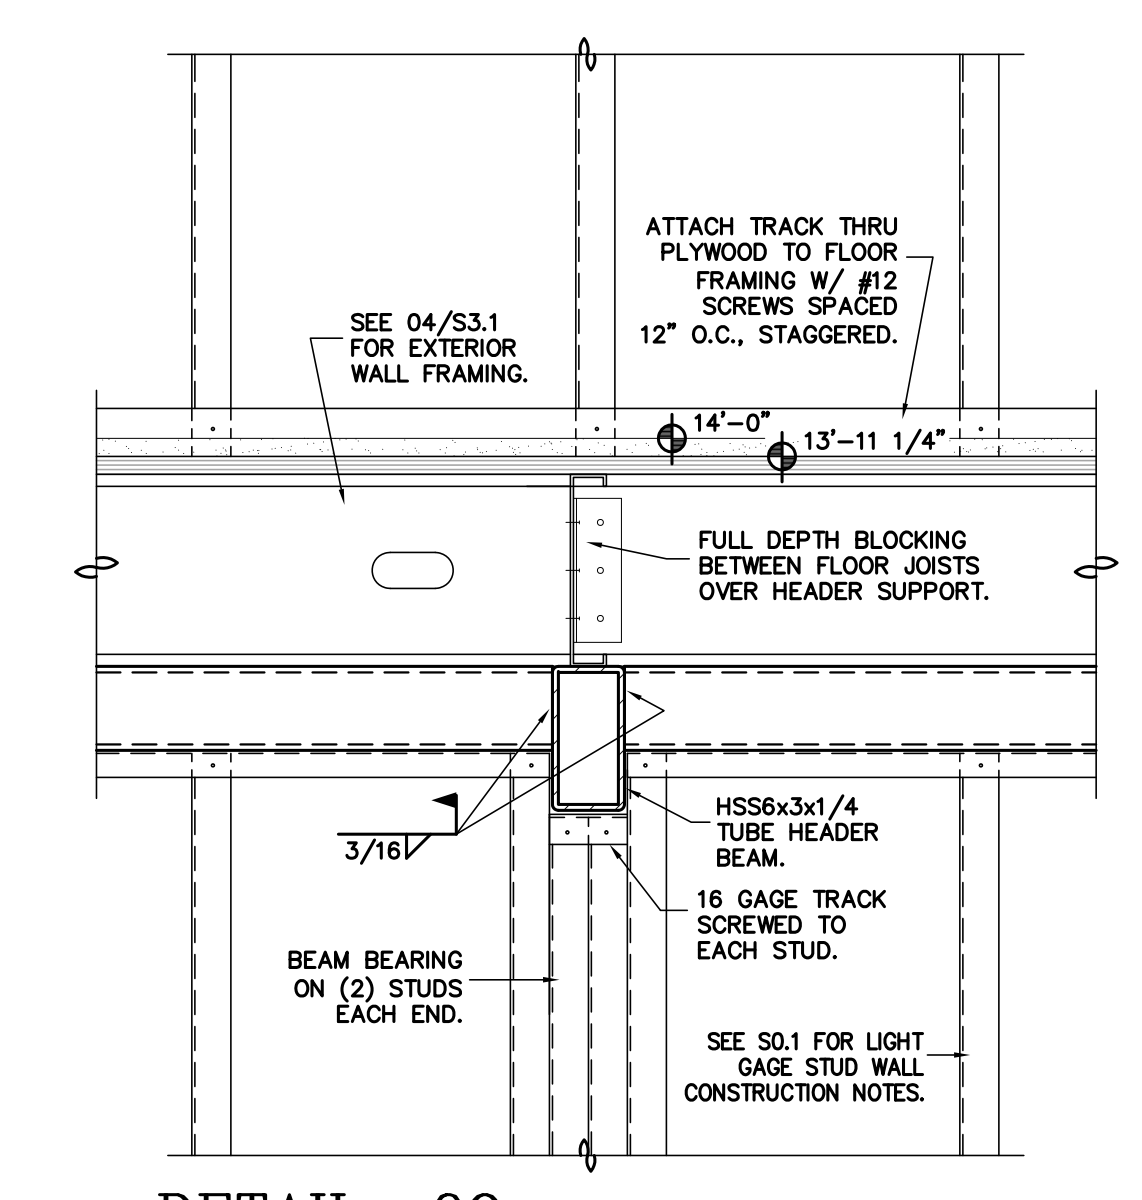 ATTACH TRACK THRU
PLYWOOD TO FLOOR
FRAMING W/ #12
SCREWS SPACED
12" O.C., STAGGERED.
SEE 04/S3.1
FOR EXTERIOR
WALL FRAMING.
14'-0"
13'-11 1/4"
FULL DEPTH BLOCKING
BETWEEN FLOOR JOISTS
OVER HEADER SUPPORT.
3/16
HSS6x3x1/4
TUBE HEADER
BEAM.
16 GAGE TRACK
SCREWED TO
EACH STUD.
BEAM BEARING
ON (2) STUDS
EACH END.
SEE S0.1 FOR LIGHT
GAGE STUD WALL
CONSTRUCTION NOTES.
DETAIL